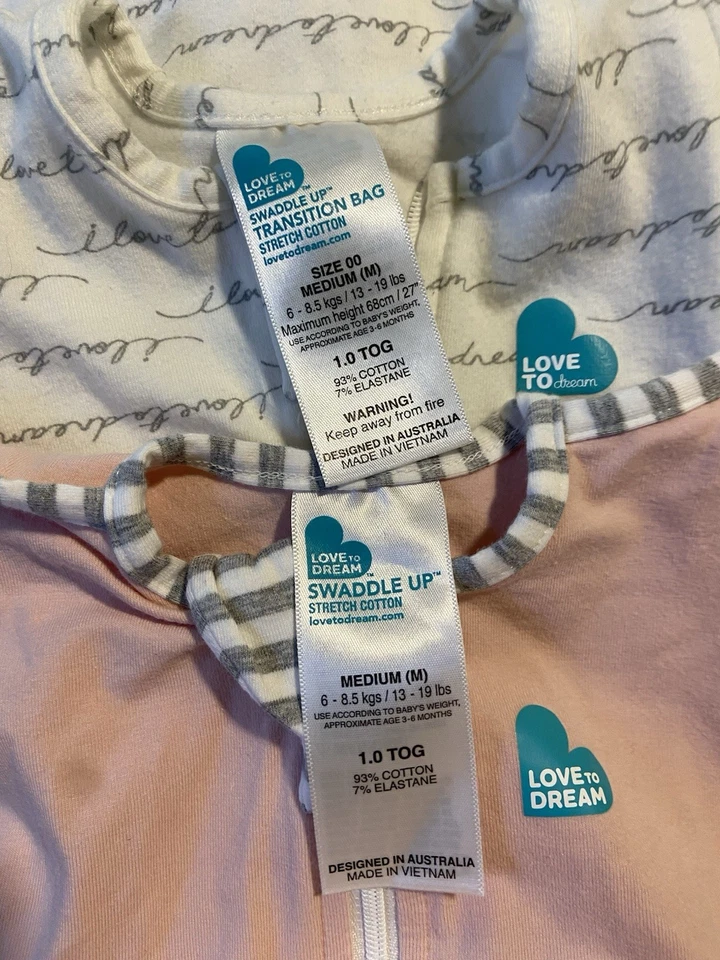 i love to dream
LOVE TO
DREAM™
SWADDLE UP™
TRANSITION BAG
STRETCH COTTON
lovetodream.com
SIZE 00
MEDIUM (M)
6 - 8.5 kgs / 13 - 19 lbs
Maximum height 68cm / 27"
USE ACCORDING TO BABY'S WEIGHT,
APPROXIMATE AGE 3-6 MONTHS
1.0 TOG
93% COTTON
7% ELASTANE
WARNING!
Keep away from fire
DESIGNED IN AUSTRALIA
MADE IN VIETNAM
LOVE
TO dream
LOVE TO
DREAM™
SWADDLE UP™
STRETCH COTTON
lovetodream.com
MEDIUM (M)
6 - 8.5 kgs / 13 - 19 lbs
USE ACCORDING TO BABY'S WEIGHT,
APPROXIMATE AGE 3-6 MONTHS
1.0 TOG
93% COTTON
7% ELASTANE
DESIGNED IN AUSTRALIA
MADE IN VIETNAM
LOVE TO
DREAM